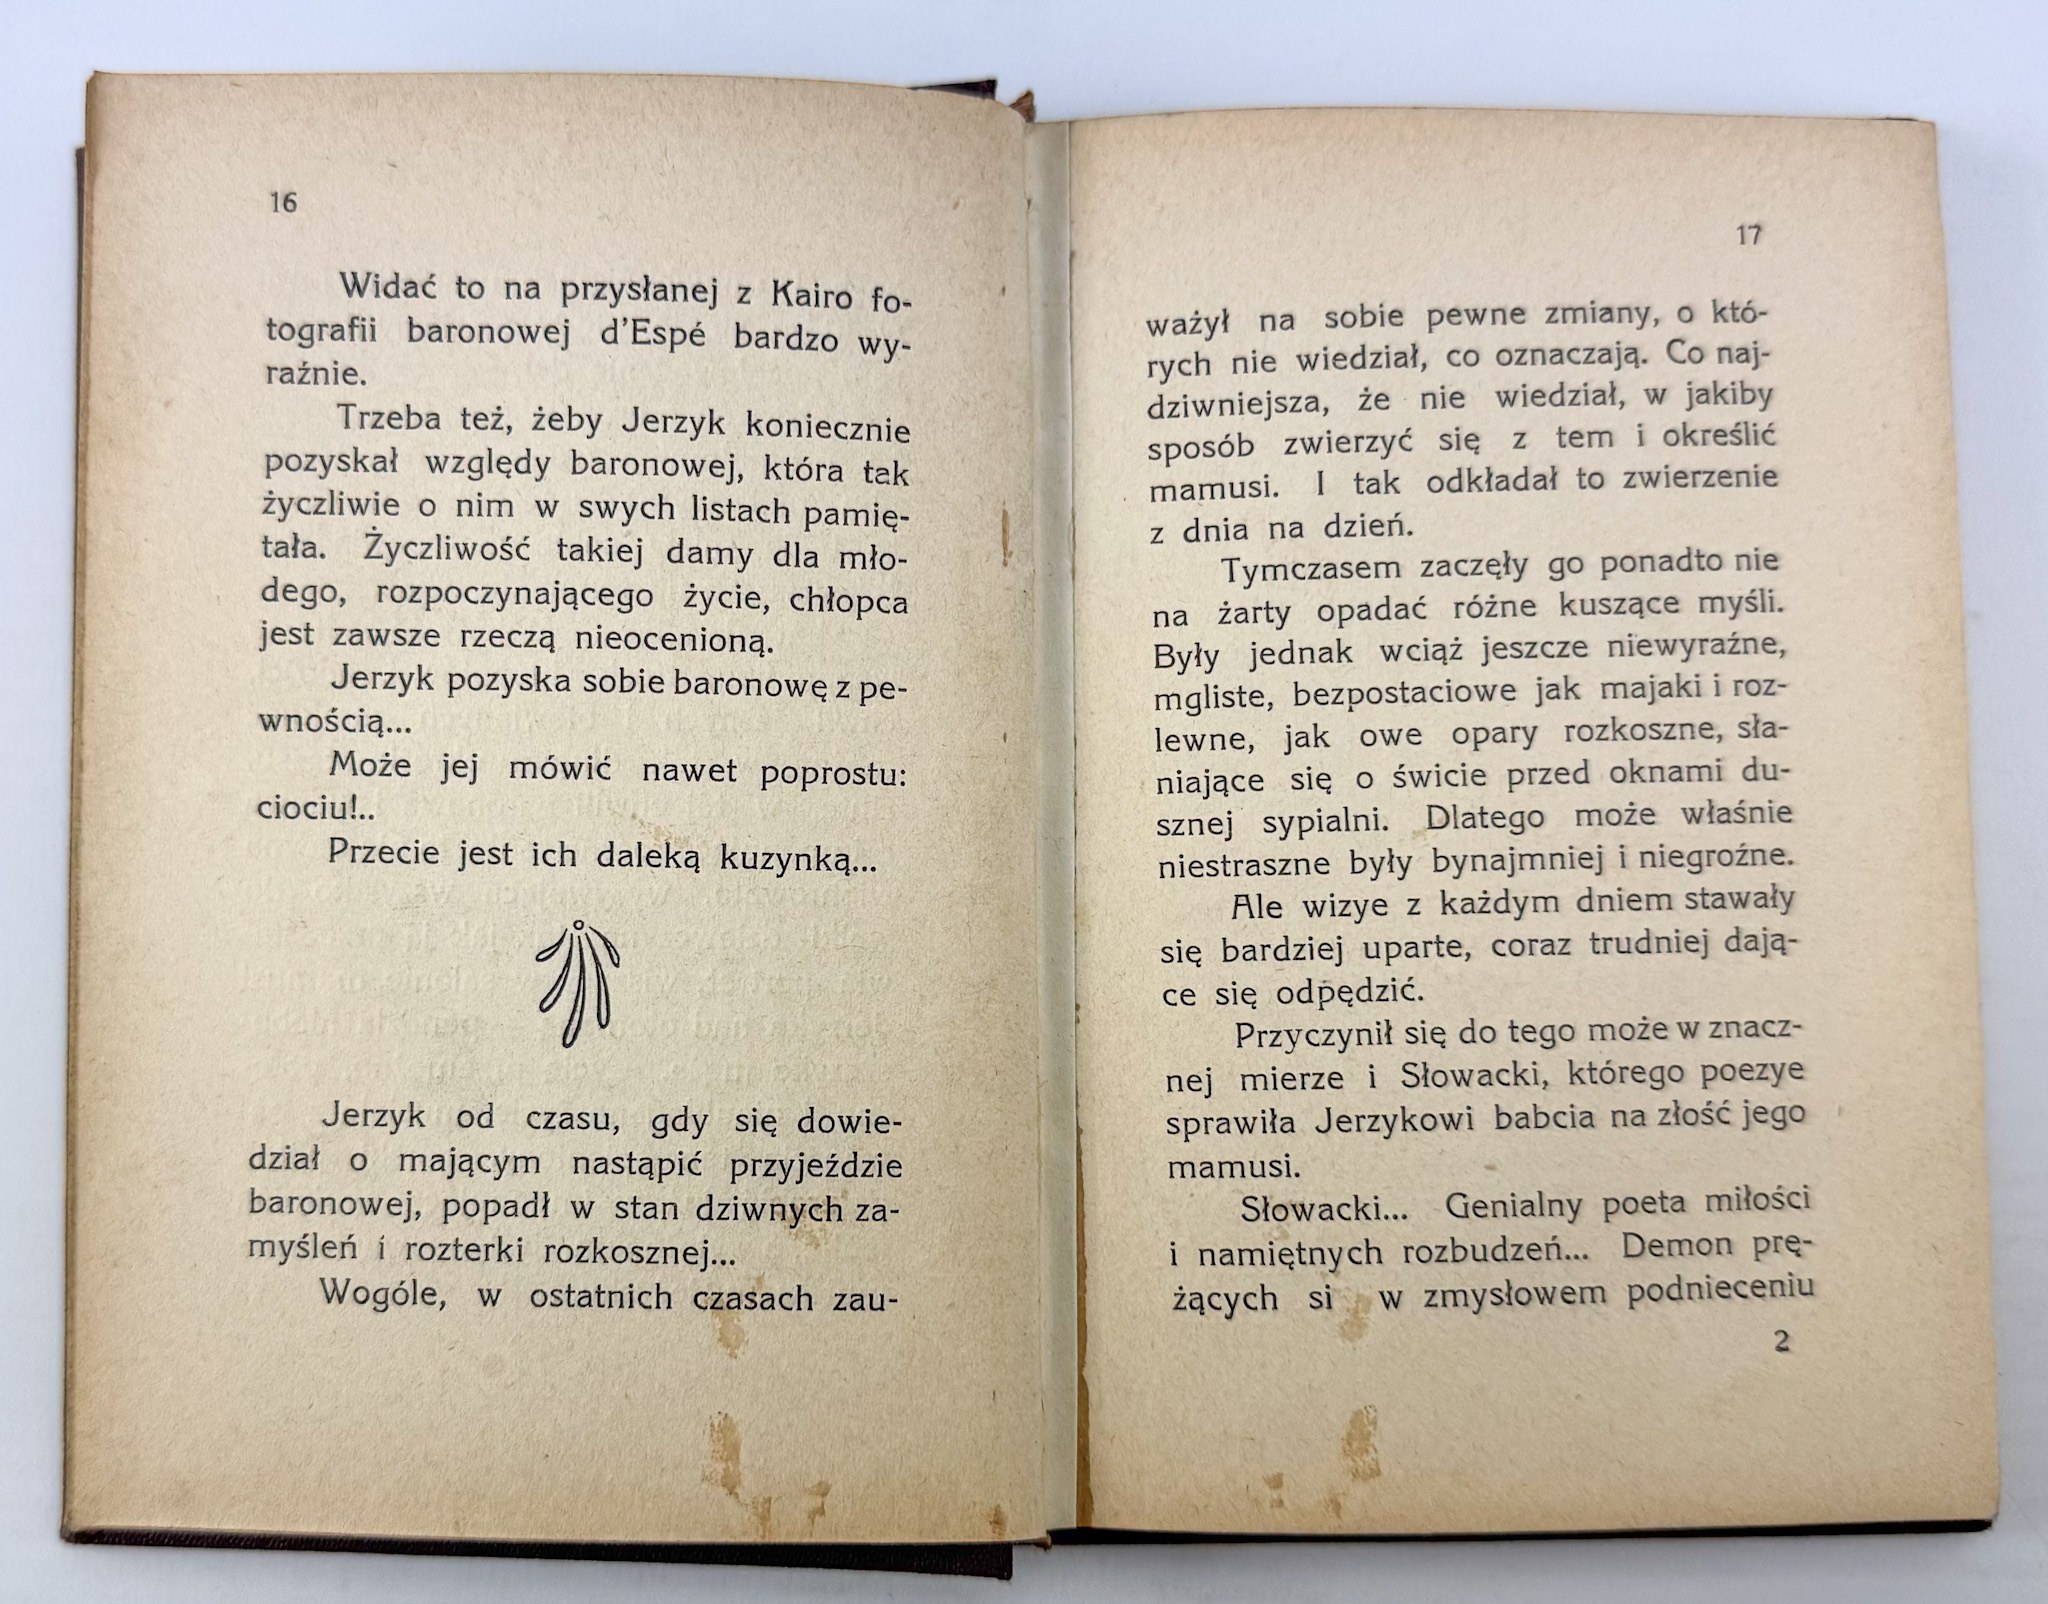 16
Widać to na przysłanej z Kairo fo-
tografii baronowej d'Espé bardzo wy-
raźnie.
Trzeba też, żeby Jerzyk koniecznie
pozyskał względy baronowej, która tak
życzliwie o nim w swych listach pamię-
tała. Życzliwość takiej damy dla mło-
dego, rozpoczynającego życie, chłopca
jest zawsze rzeczą nieocenioną.
Jerzyk pozyska sobie baronowę z pe-
wnością...
Może jej mówić nawet poprostu:
ciociu!..
Przecie jest ich daleką kuzynką...
Jerzyk od czasu, gdy się dowie-
dział o mającym nastąpić przyjeździe
baronowej, popadł w stan dziwnych za-
myśleń i rozterki rozkosznej...
Wogóle, w ostatnich czasach zau-
17
ważył na sobie pewne zmiany, o któ-
rych nie wiedział, co oznaczają. Co naj-
dziwniejsza, że nie wiedział, w jakiby
sposób zwierzyć się z tem i określić
mamusi. I tak odkładał to zwierzenie
z dnia na dzień.
Tymczasem zaczęły go ponadto nie
na żarty opadać różne kuszące myśli.
Były jednak wciąż jeszcze niewyraźne,
mgliste, bezpostaciowe jak majaki i roz-
lewne, jak owe opary rozkoszne, sła-
niające się o świcie przed oknami du-
sznej sypialni. Dlatego może właśnie
niestraszne były bynajmniej i niegroźne.
Ale wizye z każdym dniem stawały
się bardziej uparte, coraz trudniej dają-
ce się odpędzić.
Przyczynił się do tego może w znacz-
nej mierze i Słowacki, którego poezye
sprawiła Jerzykowi babcia na złość jego
mamusi.
Słowacki... Genialny poeta miłości
i namiętnych rozbudzeń... Demon prę-
żących si w zmysłowem podnieceniu
2